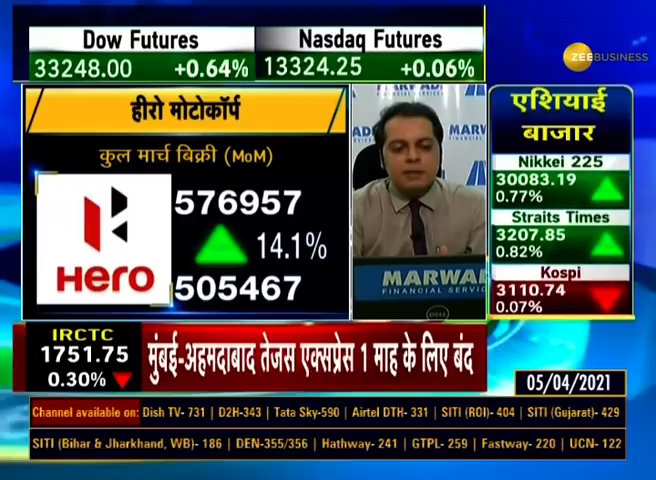 Dow Futures
33248.00 +0.64%
Nasdaq Futures
13324.25 +0.06%
ZEE BUSINESS
हीरो मोटोकॉर्प
कुल मार्च बिक्री (MoM)
576957
14.1%
505467
Hero
MARWADI
FINANCIAL SERVIC
एशियाई
बाजार
Nikkei 225
30083.19
0.77%
Straits Times
3207.85
0.82%
Kospi
3110.74
0.07%
IRCTC
1751.75
0.30%
मुंबई-अहमदाबाद तेजस एक्सप्रेस 1 माह के लिए बंद
05/04/2021
Channel available on: Dish TV- 731 | D2H-343 | Tata Sky-590 | Airtel DTH- 331 | SITI (ROI)- 404 | SITI (Gujarat)- 429
SITI (Bihar & Jharkhand, WB)- 186 | DEN-355/356 | Hathway- 241 | GTPL- 259 | Fastway- 220 | UCN- 122